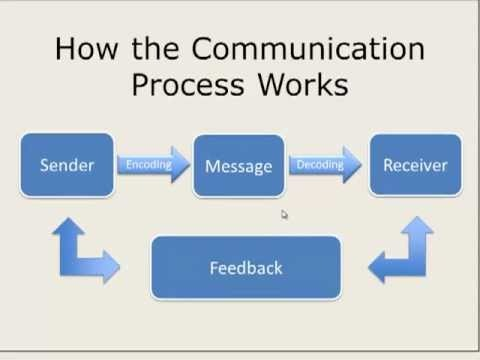 How the Communication
Process Works
Sender
Encoding
Message
Decoding
Receiver
Feedback